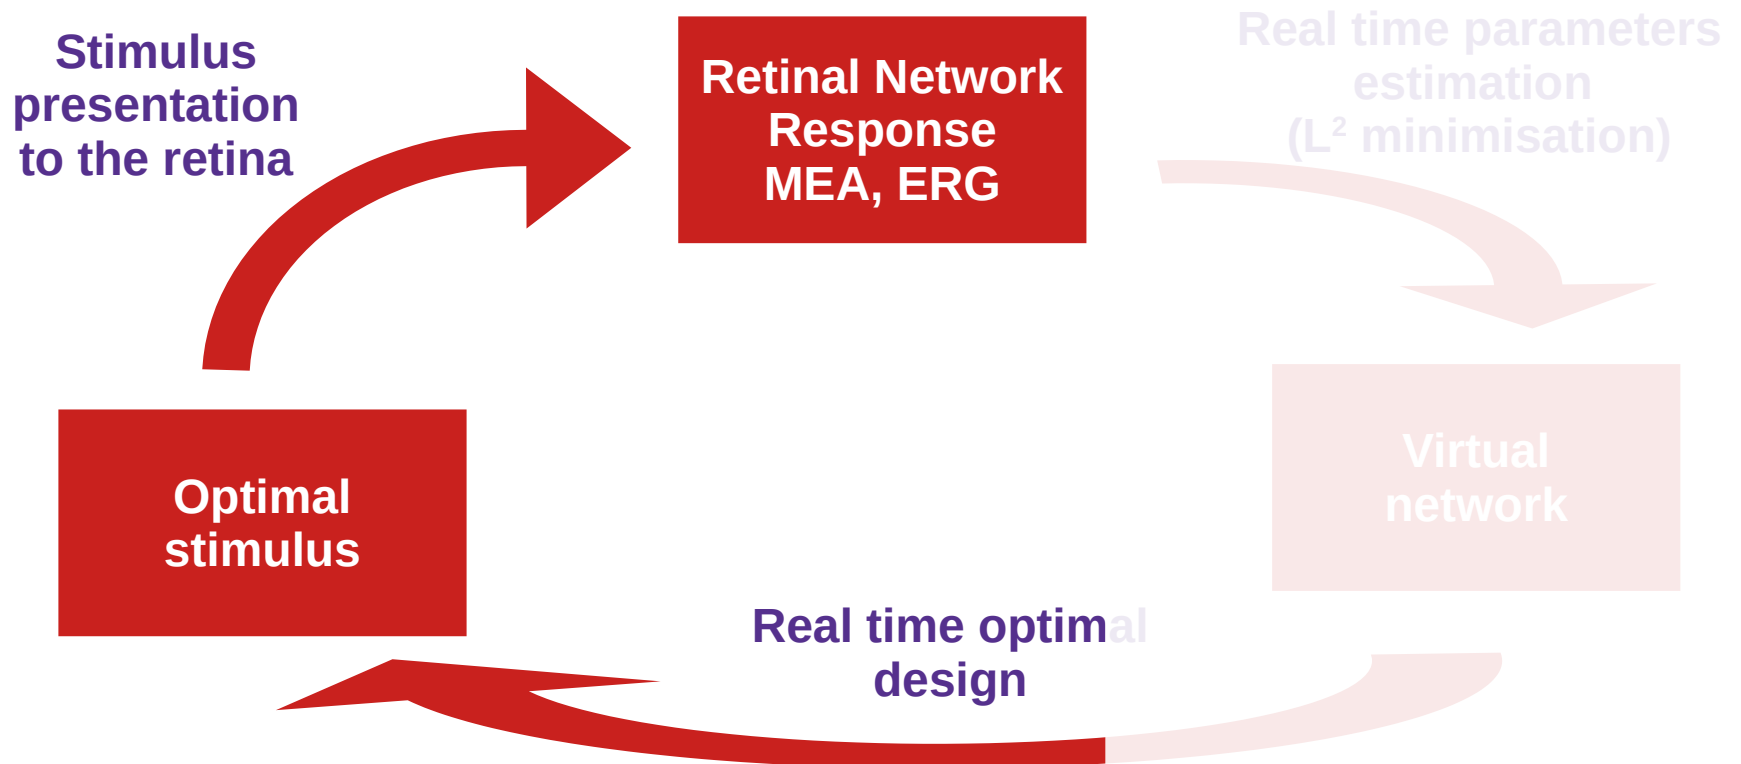 Stimulus
presentation
to the retina
Retinal Network
Response
MEA, ERG
Real time parameters
estimation
(L² minimisation)
Virtual
network
Optimal
stimulus
Real time optimal
design